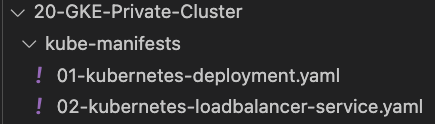 20-GKE-Private-Cluster
kube-manifests
! 01-kubernetes-deployment.yaml
! 02-kubernetes-loadbalancer-service.yaml